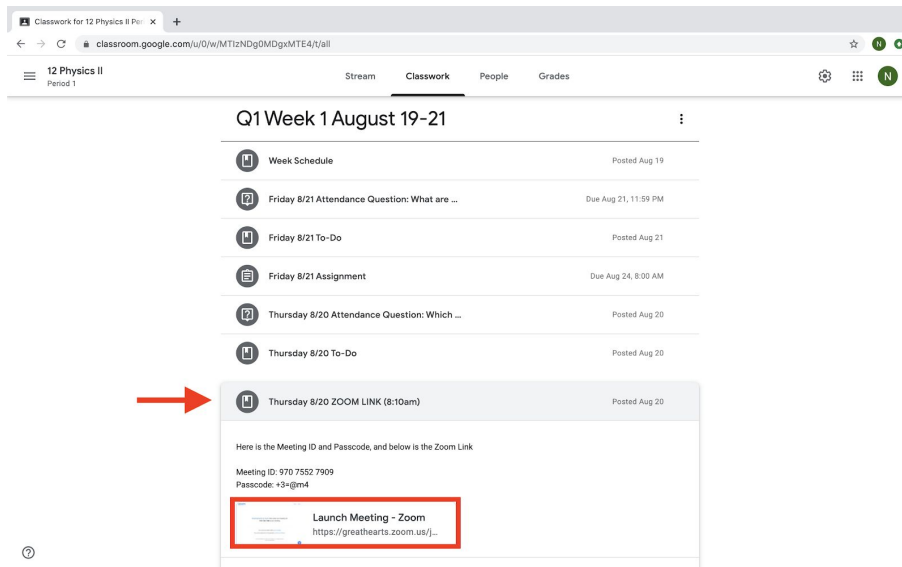 Classwork for 12 Physics II Per
classroom.google.com/u/0/w/MTIzNDg0MDgxMTE4/t/all
N
12 Physics II
Period 1
Stream Classwork People Grades
N
Q1 Week 1 August 19-21
Week Schedule Posted Aug 19
Friday 8/21 Attendance Question: What are ... Due Aug 21, 11:59 PM
Friday 8/21 To-Do Posted Aug 21
Friday 8/21 Assignment Due Aug 24, 8:00 AM
Thursday 8/20 Attendance Question: Which ... Posted Aug 20
Thursday 8/20 To-Do Posted Aug 20
Thursday 8/20 ZOOM LINK (8:10am) Posted Aug 20
Here is the Meeting ID and Passcode, and below is the Zoom Link
Meeting ID: 970 7552 7909
Passcode: +3=@m4
Launch Meeting - Zoom
https://greathearts.zoom.us/j...